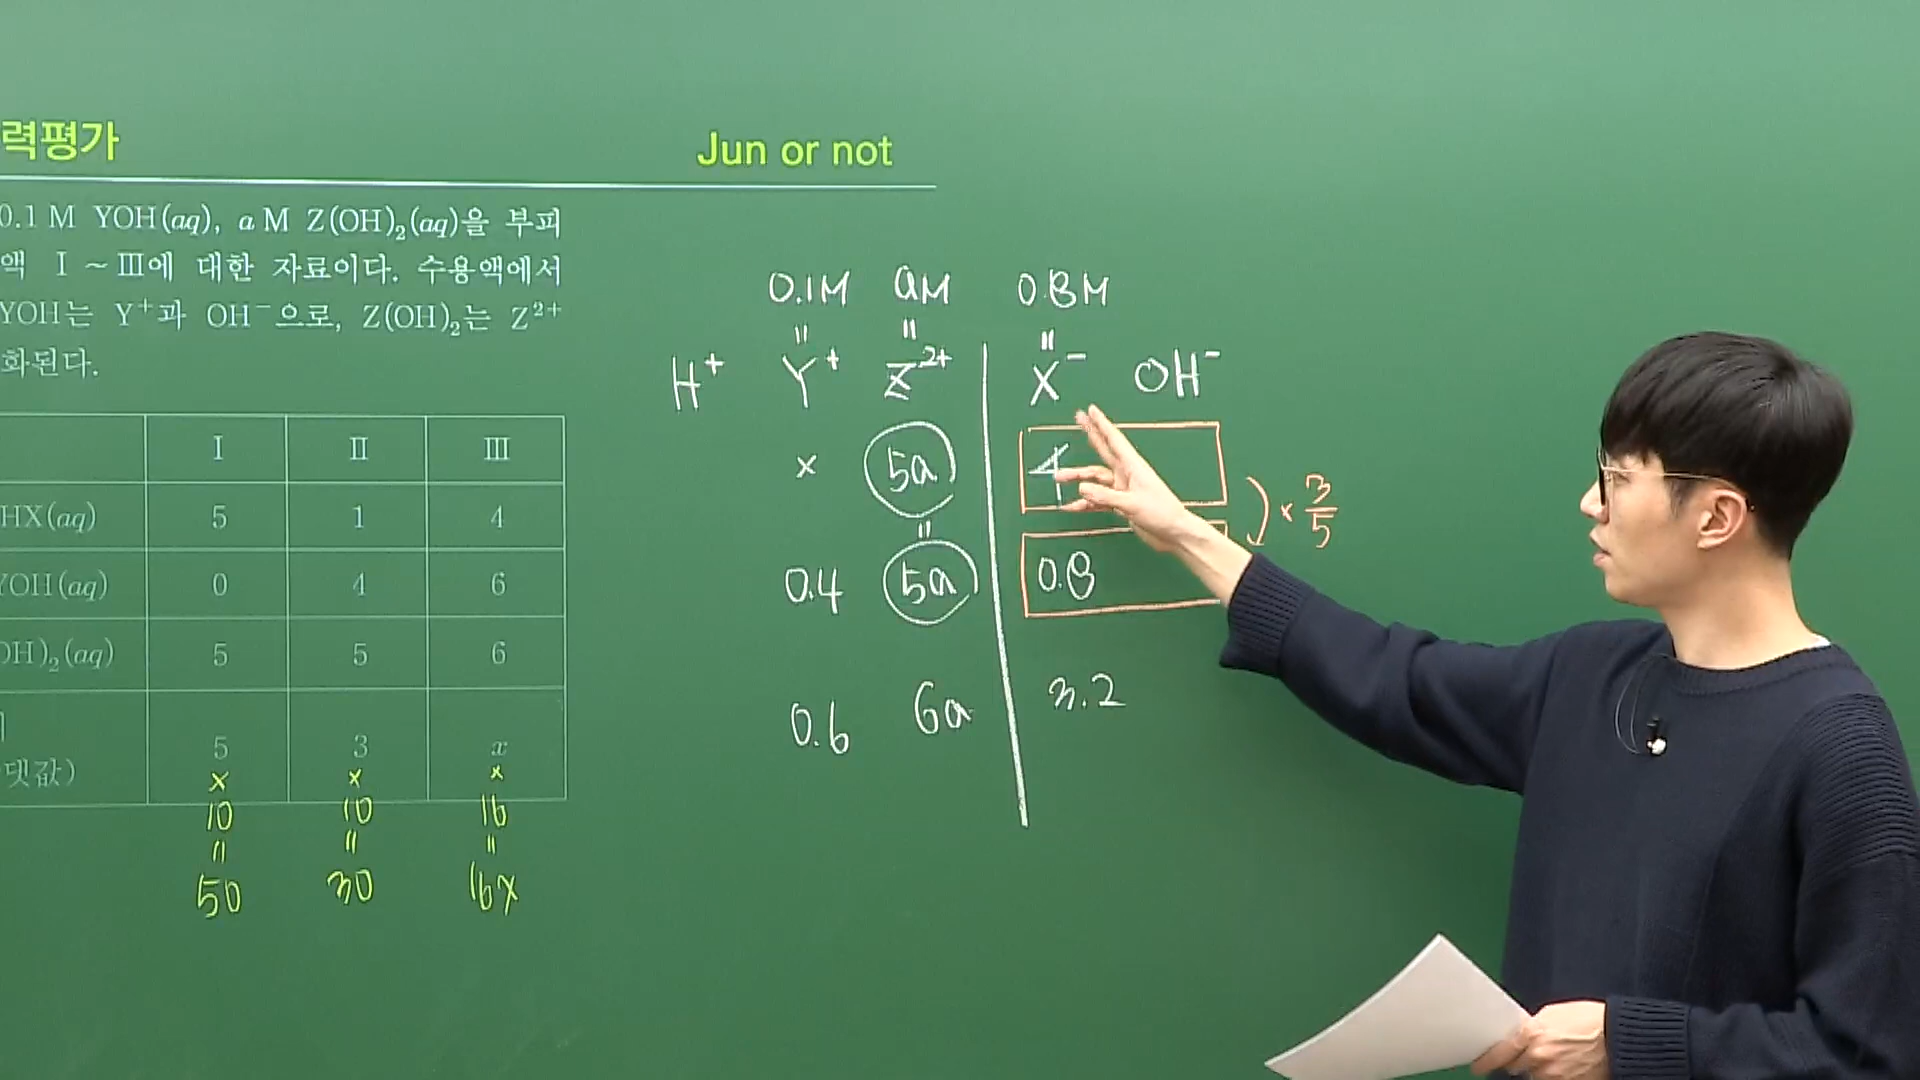 력평가
Jun or not
0.1 M YOH(aq), a M Z(OH)₂(aq)을 부피
액 Ⅰ ~ Ⅲ에 대한 자료이다. 수용액에서
YOH는 Y⁺과 OH⁻으로, Z(OH)₂는 Z²⁺
화된다.
Ⅰ Ⅱ Ⅲ
HX(aq) 5 1 4
YOH(aq) 0 4 6
OH)₂(aq) 5 5 6
댓값) 5 3 x
× × ×
10 10 16
= = =
50 30 16x
0.1M aM 0.8M
= = =
H⁺ Y⁺ Z²⁺ X⁻ OH⁻
× 5a 4
=
0.4 5a 0.8
× 3/5
0.6 6a 3.2